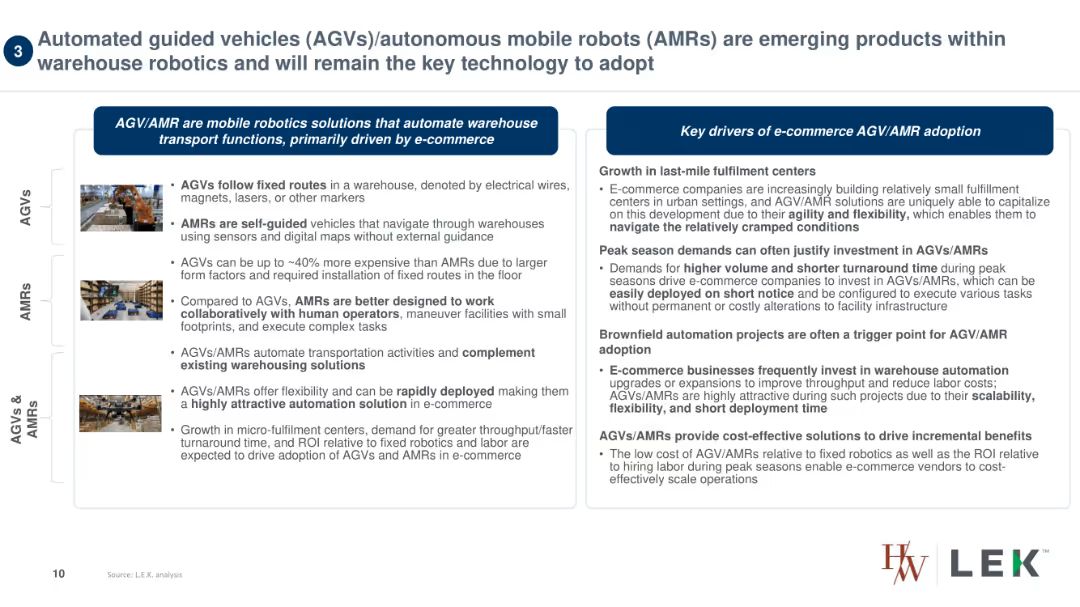 3
Automated guided vehicles (AGVs)/autonomous mobile robots (AMRs) are emerging products within
warehouse robotics and will remain the key technology to adopt
AGV/AMR are mobile robotics solutions that automate warehouse
transport functions, primarily driven by e-commerce
AGVs
AMRs
AGVs &
AMRs
• AGVs follow fixed routes in a warehouse, denoted by electrical wires,
magnets, lasers, or other markers
• AMRs are self-guided vehicles that navigate through warehouses
using sensors and digital maps without external guidance
• AGVs can be up to ~40% more expensive than AMRs due to larger
form factors and required installation of fixed routes in the floor
• Compared to AGVs, AMRs are better designed to work
collaboratively with human operators, maneuver facilities with small
footprints, and execute complex tasks
• AGVs/AMRs automate transportation activities and complement
existing warehousing solutions
• AGVs/AMRs offer flexibility and can be rapidly deployed making them
a highly attractive automation solution in e-commerce
• Growth in micro-fulfilment centers, demand for greater throughput/faster
turnaround time, and ROI relative to fixed robotics and labor are
expected to drive adoption of AGVs and AMRs in e-commerce
Key drivers of e-commerce AGV/AMR adoption
Growth in last-mile fulfilment centers
• E-commerce companies are increasingly building relatively small fulfillment
centers in urban settings, and AGV/AMR solutions are uniquely able to capitalize
on this development due to their agility and flexibility, which enables them to
navigate the relatively cramped conditions
Peak season demands can often justify investment in AGVs/AMRs
• Demands for higher volume and shorter turnaround time during peak
seasons drive e-commerce companies to invest in AGVs/AMRs, which can be
easily deployed on short notice and be configured to execute various tasks
without permanent or costly alterations to facility infrastructure
Brownfield automation projects are often a trigger point for AGV/AMR
adoption
• E-commerce businesses frequently invest in warehouse automation
upgrades or expansions to improve throughput and reduce labor costs;
AGVs/AMRs are highly attractive during such projects due to their scalability,
flexibility, and short deployment time
AGVs/AMRs provide cost-effective solutions to drive incremental benefits
• The low cost of AGV/AMRs relative to fixed robotics as well as the ROI relative
to hiring labor during peak seasons enable e-commerce vendors to cost-
effectively scale operations
10
Source: L.E.K. analysis
HW
LEK™